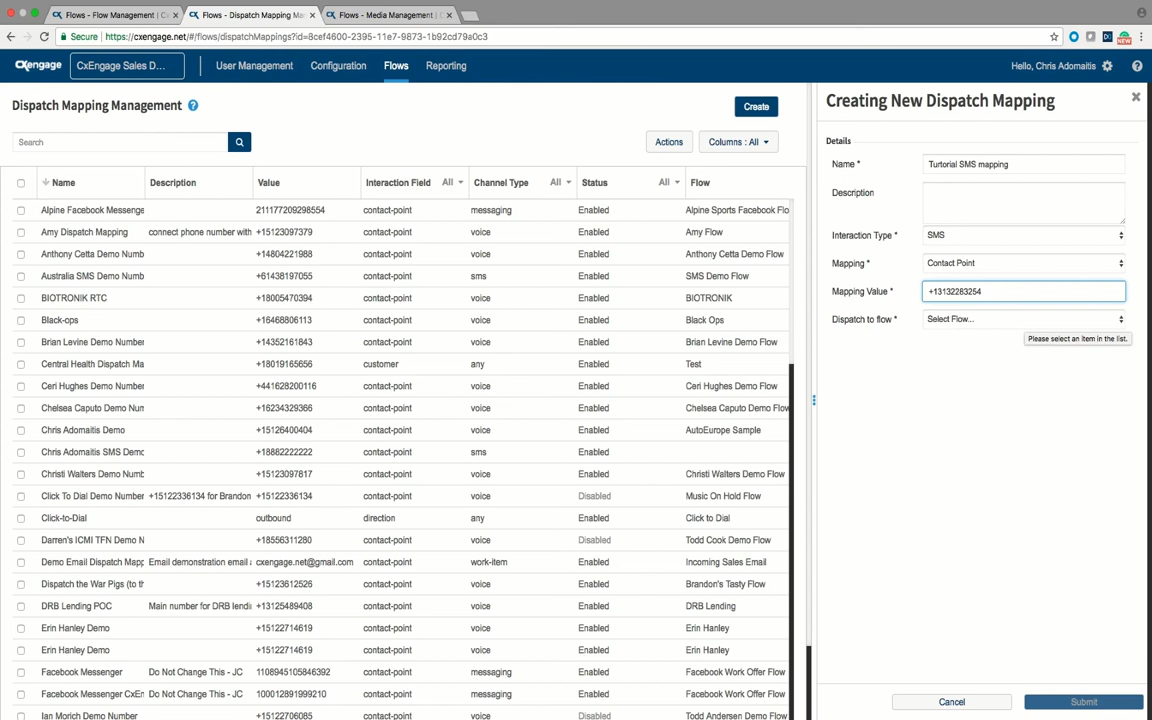 Flows - Flow Management | Cx
Flows - Dispatch Mapping Man
Flows - Media Management | C
Secure
https://cxengage.net/#/flows/dispatchMappings?id=8cef4600-2395-11e7-9873-1b92cd79a0c3
NEW
CXengage
CxEngage Sales D...
User Management
Configuration
Flows
Reporting
Hello, Chris Adomaitis
Dispatch Mapping Management
Create
Search
Actions
Columns : All
Name Description Value Interaction Field All Channel Type All Status All Flow
Alpine Facebook Messenge 211177209298554 contact-point messaging Enabled Alpine Sports Facebook Flo
Amy Dispatch Mapping connect phone number with +15123097379 contact-point voice Enabled Amy Flow
Anthony Cetta Demo Numb +14804221988 contact-point voice Enabled Anthony Cetta Demo Flow
Australia SMS Demo Numb +61438197055 contact-point sms Enabled SMS Demo Flow
BIOTRONIK RTC +18005470394 contact-point voice Enabled BIOTRONIK
Black-ops +16468806113 contact-point voice Enabled Black Ops
Brian Levine Demo Number +14352161843 contact-point voice Enabled Brian Levine Demo Flow
Central Health Dispatch Ma +18019165656 customer any Enabled Test
Ceri Hughes Demo Number +441628200116 contact-point voice Enabled Ceri Hughes Demo Flow
Chelsea Caputo Demo Num +16234329366 contact-point voice Enabled Chelsea Caputo Demo Flow
Chris Adomaitis Demo +15126400404 contact-point voice Enabled AutoEurope Sample
Chris Adomaitis SMS Demo +18882222222 contact-point sms Enabled
Christi Walters Demo Numb +15123097817 contact-point voice Enabled Christi Walters Demo Flow
Click To Dial Demo Number +15122336134 for Brandon +15122336134 contact-point voice Disabled Music On Hold Flow
Click-to-Dial outbound direction any Enabled Click to Dial
Darren's ICMI TFN Demo N +18556311280 contact-point voice Disabled Todd Cook Demo Flow
Demo Email Dispatch Mapp Email demonstration email a cxengage.net@gmail.com contact-point work-item Enabled Incoming Sales Email
Dispatch the War Pigs (to th +15123612526 contact-point voice Enabled Brandon's Tasty Flow
DRB Lending POC Main number for DRB lendin +13125489408 contact-point voice Enabled DRB Lending
Erin Hanley Demo +15122714619 contact-point voice Enabled Erin Hanley
Erin Hanley Demo +15122714619 contact-point voice Enabled Erin Hanley
Facebook Messenger Do Not Change This - JC 1108945105846392 contact-point messaging Enabled Facebook Work Offer Flow
Facebook Messenger CxEn Do Not Change This - JC 100012891999210 contact-point messaging Enabled Facebook Work Offer Flow
Ian Morich Demo Number +15122706085 contact-point voice Disabled Todd Andersen Demo Flow
Creating New Dispatch Mapping
Details
Name * Turtorial SMS mapping
Description
Interaction Type * SMS
Mapping * Contact Point
Mapping Value * +13132283254
Dispatch to flow * Select Flow...
Please select an item in the list.
Cancel
Submit